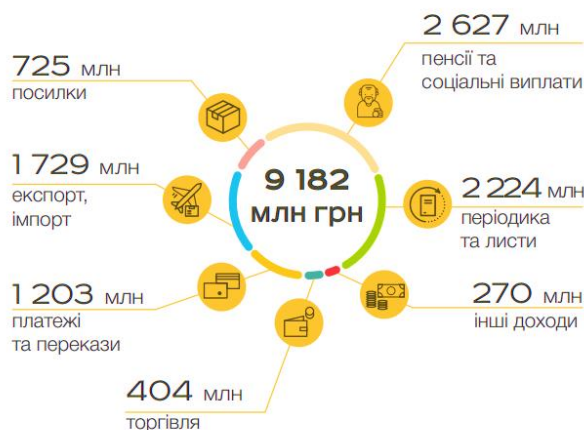 2 627 млн
пенсії та
соціальні виплати
725 млн
посилки
9 182
млн грн
1 729 млн
експорт,
імпорт
2 224 млн
періодика
та листи
1 203 млн
платежі
та перекази
270 млн
інші доходи
404 млн
торгівля